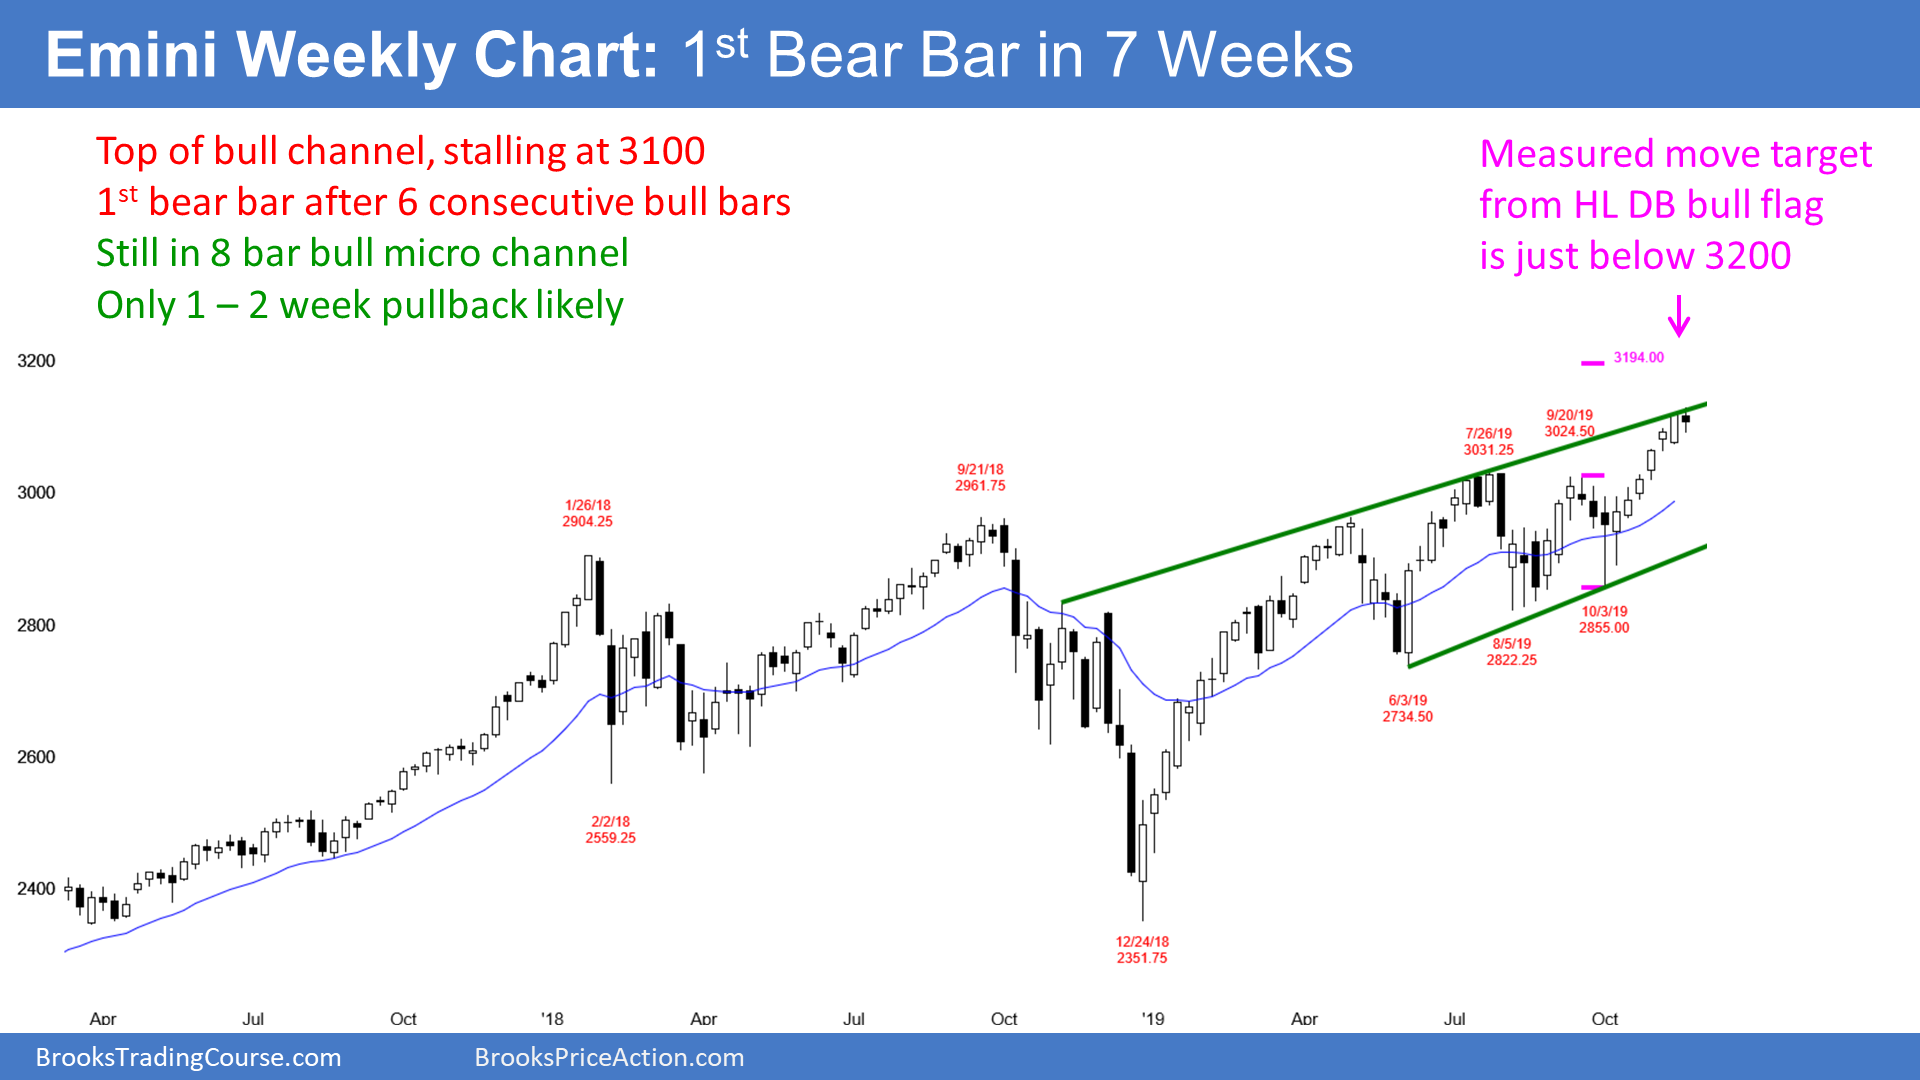 Emini Weekly Chart: 1st Bear Bar in 7 Weeks
Top of bull channel, stalling at 3100
1st bear bar after 6 consecutive bull bars
Still in 8 bar bull micro channel
Only 1 – 2 week pullback likely
Measured move target
from HL DB bull flag
is just below 3200
3200
3000
2800
2600
2400
3194.00
1/26/18
2904.25
2/2/18
2559.25
9/21/18
2961.75
12/24/18
2351.75
6/3/19
2734.50
7/26/19
3031.25
8/5/19
2822.25
9/20/19
3024.50
10/3/19
2855.00
Apr
Jul
Oct
'18
Apr
Jul
Oct
'19
Apr
Jul
Oct
BrooksTradingCourse.com
BrooksPriceAction.com